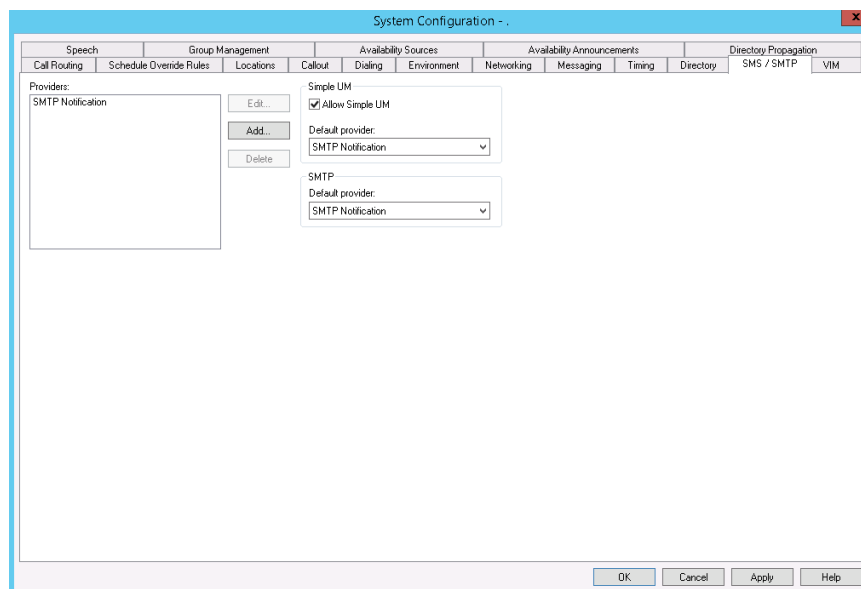 System Configuration - .
x
Speech Group Management Availability Sources Availability Announcements Directory Propagation
Call Routing Schedule Override Rules Locations Callout Dialing Environment Networking Messaging Timing Directory SMS / SMTP VIM
Providers:
SMTP Notification
Edit...
Add...
Delete
Simple UM
Allow Simple UM
Default provider:
SMTP Notification
SMTP
Default provider:
SMTP Notification
OK Cancel Apply Help